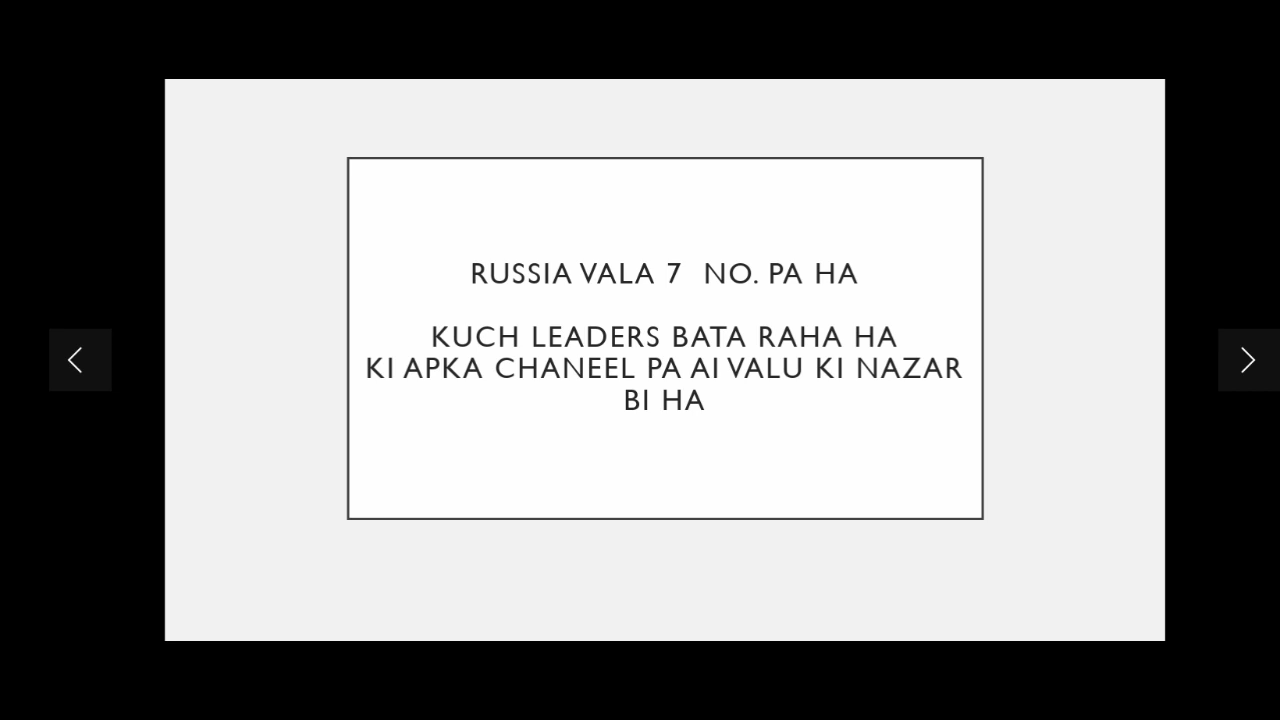 RUSSIA VALA 7 NO. PA HA
KUCH LEADERS BATA RAHA HA
KI APKA CHANEEL PA AI VALU KI NAZAR
BI HA